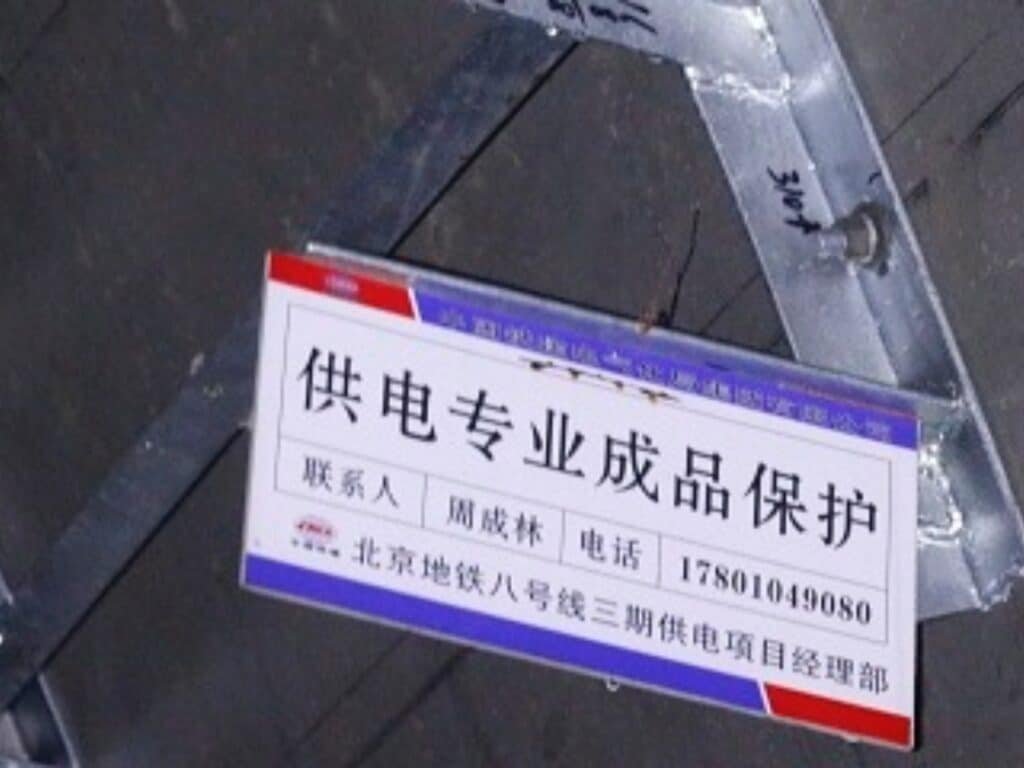 供电专业成品保护
联系人 周成林 电话 17801049080
北京地铁八号线三期供电项目经理部